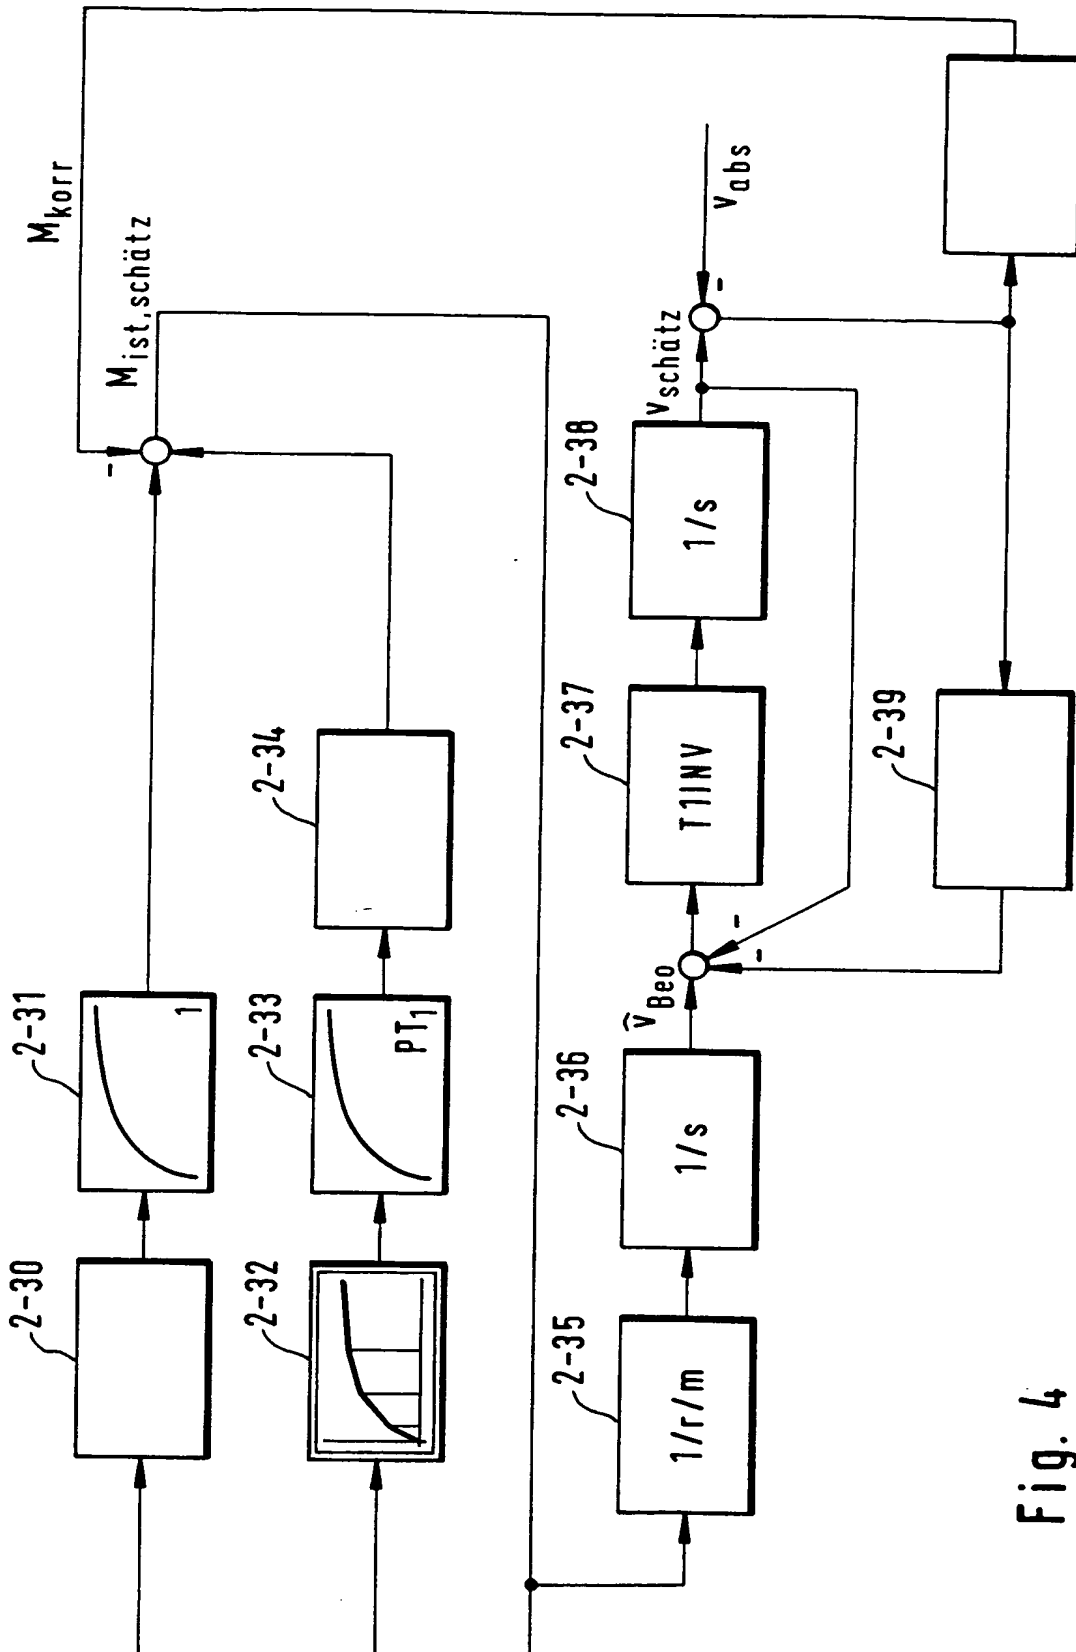 M_korr
M_ist,schätz
2-30
2-31
1
2-32
2-33
PT₁
2-34
2-35
1/r/m
2-36
1/s
v̂_Beo
2-37
T1INV
2-38
1/s
v_schätz
v_abs
2-39
-
-
-
-
Fig. 4